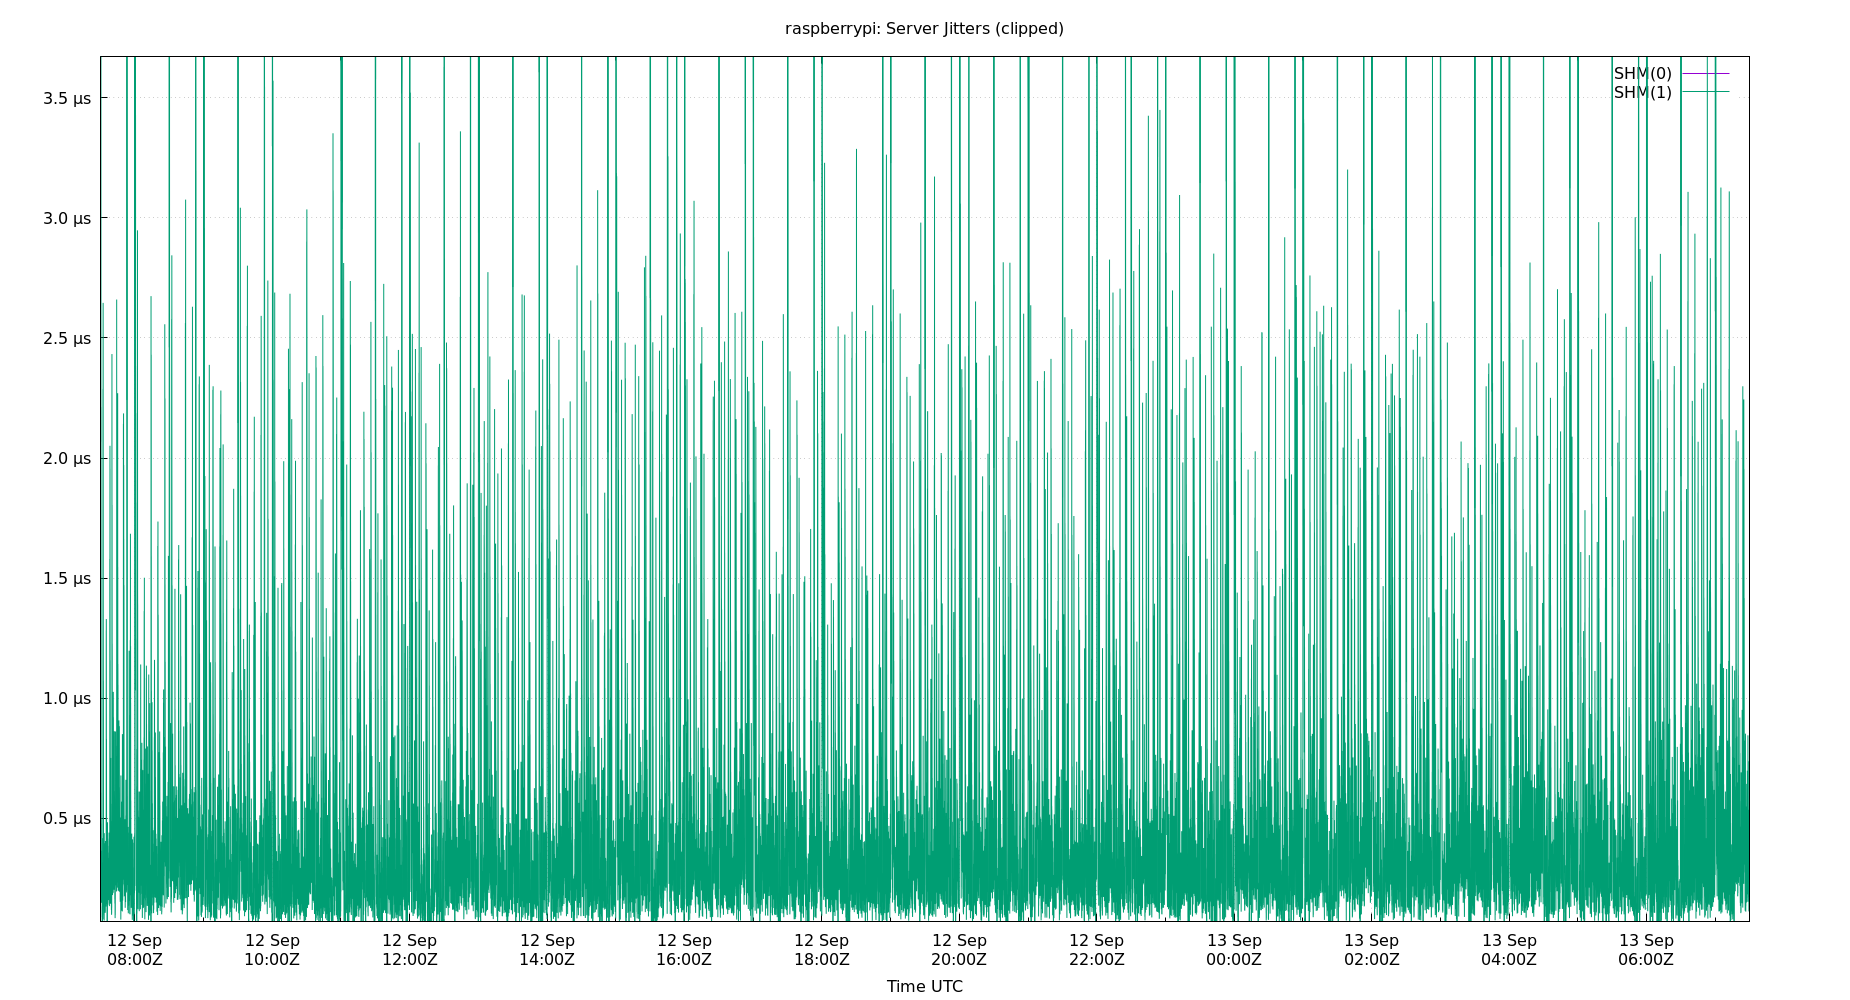 raspberrypi: Server Jitters (clipped)
SHM(0)
SHM(1)
3.5 µs
3.0 µs
2.5 µs
2.0 µs
1.5 µs
1.0 µs
0.5 µs
12 Sep 12 Sep 12 Sep 12 Sep 12 Sep 12 Sep 12 Sep 12 Sep 13 Sep 13 Sep 13 Sep 13 Sep
08:00Z 10:00Z 12:00Z 14:00Z 16:00Z 18:00Z 20:00Z 22:00Z 00:00Z 02:00Z 04:00Z 06:00Z
Time UTC